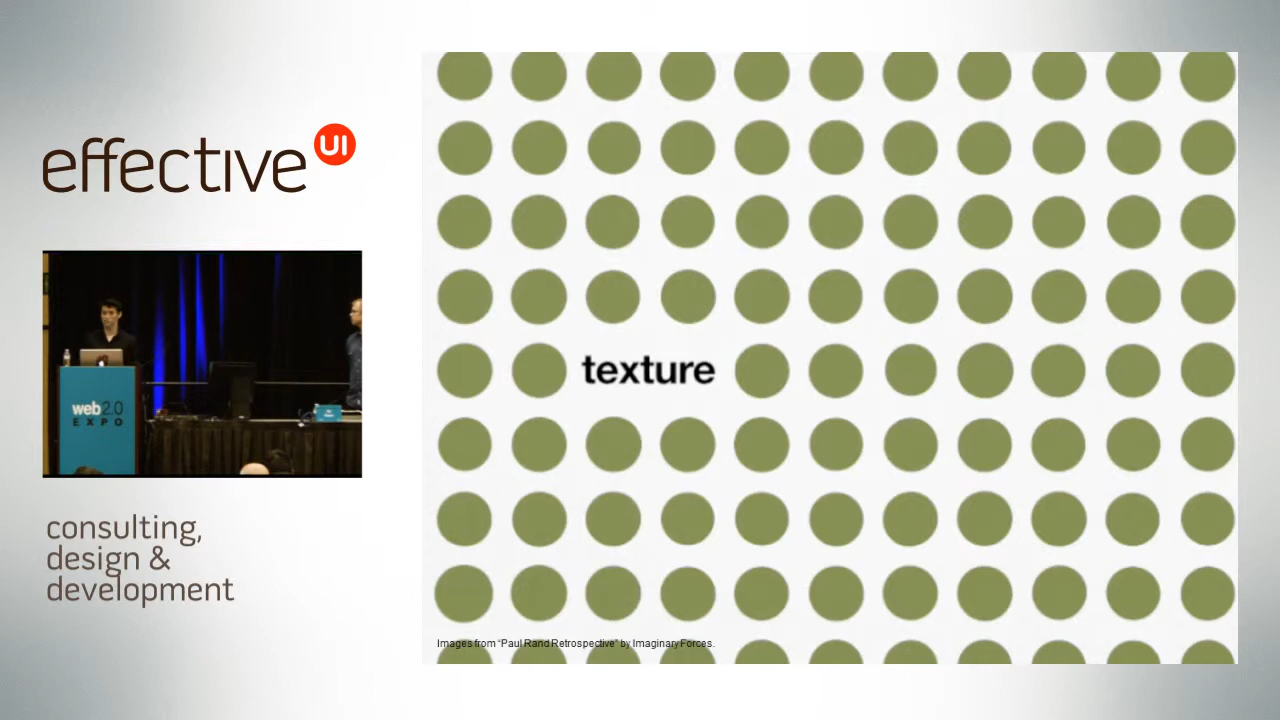 effective UI
web2.0
EXPO
consulting,
design &
development
texture
Images from "Paul Rand Retrospective" by Imaginary Forces.